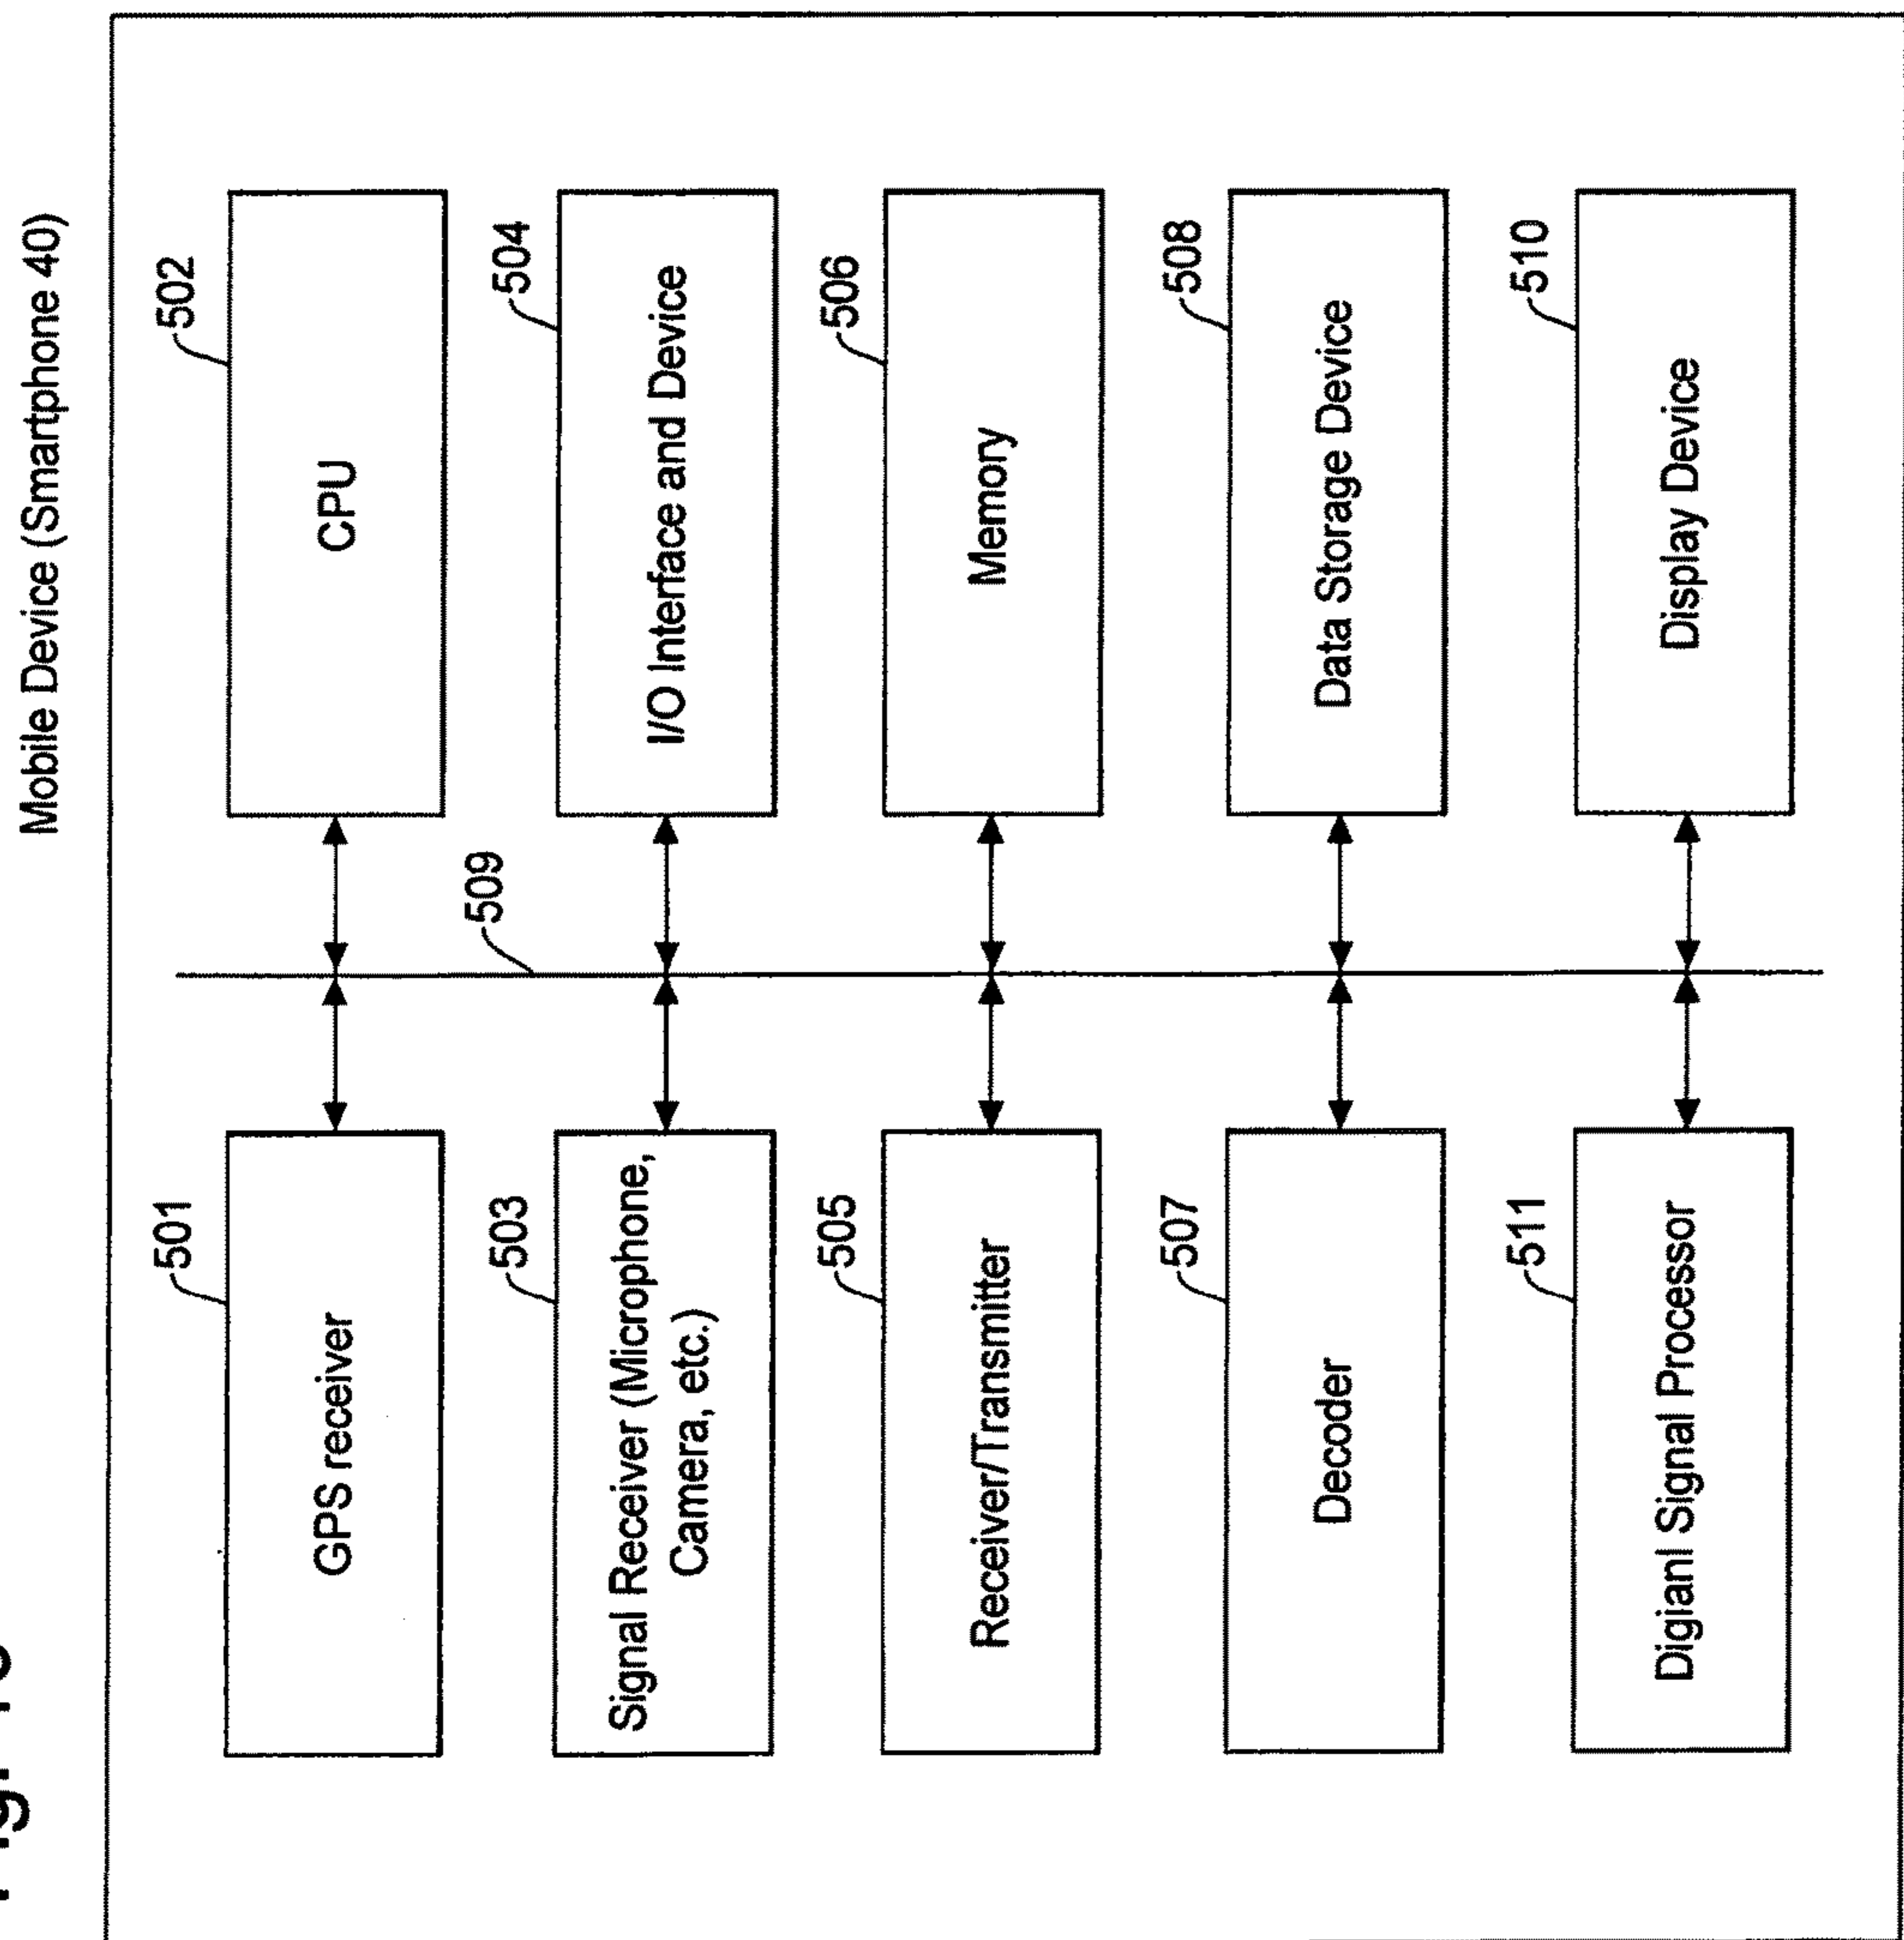 Mobile Device (Smartphone 40)
501
GPS receiver
502
CPU
503
Signal Receiver (Microphone,
Camera, etc.)
509
504
I/O Interface and Device
505
Receiver/Transmitter
506
Memory
507
Decoder
508
Data Storage Device
511
Digianl Signal Processor
510
Display Device